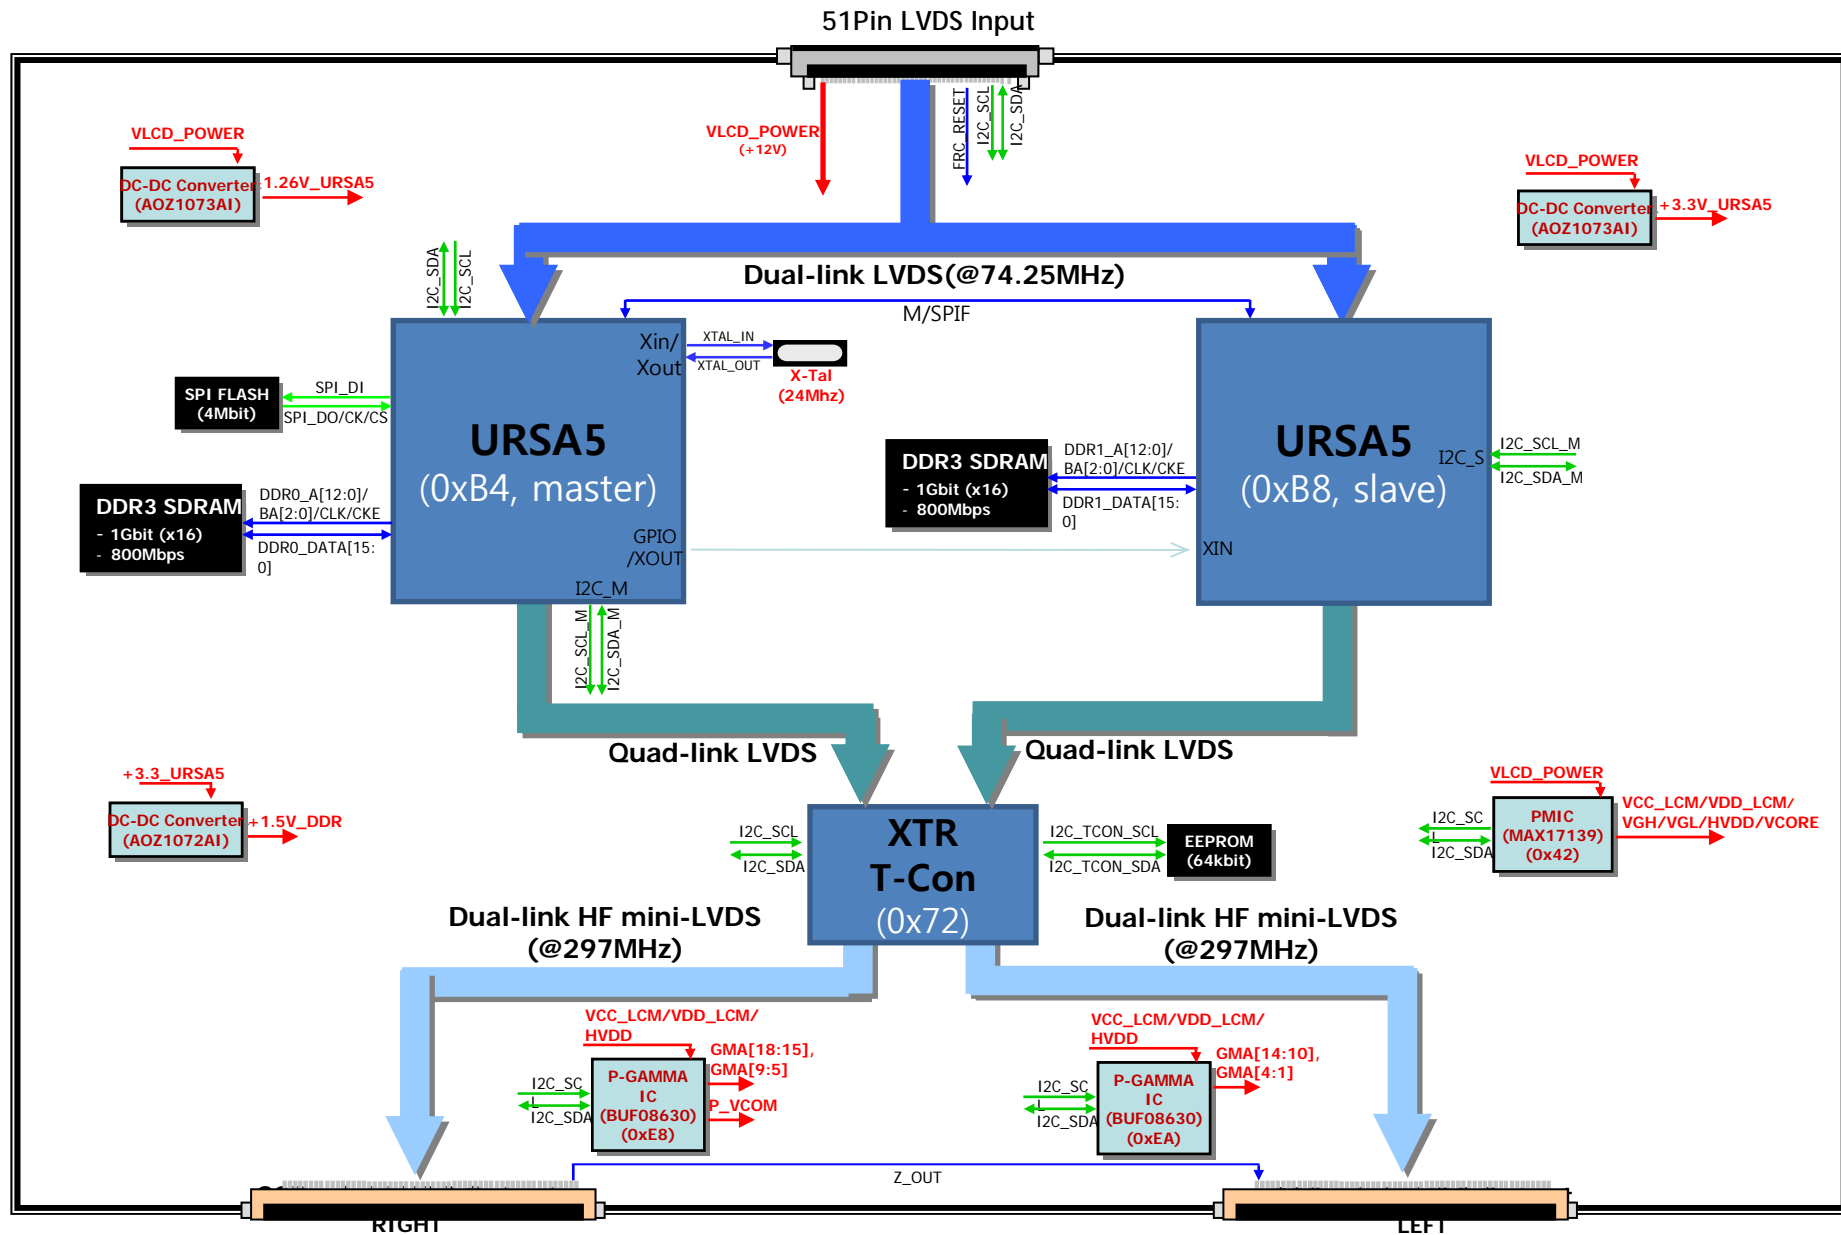 51Pin LVDS Input
VLCD_POWER
(+12V)
FRC_RESET
I2C_SCL
I2C_SDA
VLCD_POWER
DC-DC Converter
(AOZ1073AI)
1.26V_URSA5
VLCD_POWER
DC-DC Converter
(AOZ1073AI)
+3.3V_URSA5
I2C_SDA
I2C_SCL
Dual-link LVDS(@74.25MHz)
M/SPIF
Xin/
Xout
XTAL_IN
XTAL_OUT
X-Tal
(24Mhz)
SPI FLASH
(4Mbit)
SPI_DI
SPI_DO/CK/CS
URSA5
(0xB4, master)
DDR3 SDRAM
- 1Gbit (x16)
- 800Mbps
DDR0_A[12:0]/
BA[2:0]/CLK/CKE
DDR0_DATA[15:
0]
GPIO
/XOUT
I2C_M
I2C_SCL_M
I2C_SDA_M
DDR3 SDRAM
- 1Gbit (x16)
- 800Mbps
DDR1_A[12:0]/
BA[2:0]/CLK/CKE
DDR1_DATA[15:
0]
URSA5
(0xB8, slave)
I2C_S
XIN
I2C_SCL_M
I2C_SDA_M
Quad-link LVDS
Quad-link LVDS
+3.3_URSA5
DC-DC Converter
(AOZ1072AI)
+1.5V_DDR
I2C_SCL
I2C_SDA
XTR
T-Con
(0x72)
I2C_TCON_SCL
I2C_TCON_SDA
EEPROM
(64kbit)
VLCD_POWER
I2C_SC
L
I2C_SDA
PMIC
(MAX17139)
(0x42)
VCC_LCM/VDD_LCM/
VGH/VGL/HVDD/VCORE
Dual-link HF mini-LVDS
(@297MHz)
Dual-link HF mini-LVDS
(@297MHz)
VCC_LCM/VDD_LCM/
HVDD
I2C_SC
L
I2C_SDA
P-GAMMA
IC
(BUF08630)
(0xE8)
GMA[18:15],
GMA[9:5]
P_VCOM
VCC_LCM/VDD_LCM/
HVDD
I2C_SC
L
I2C_SDA
P-GAMMA
IC
(BUF08630)
(0xEA)
GMA[14:10],
GMA[4:1]
Z_OUT
RIGHT
LEFT